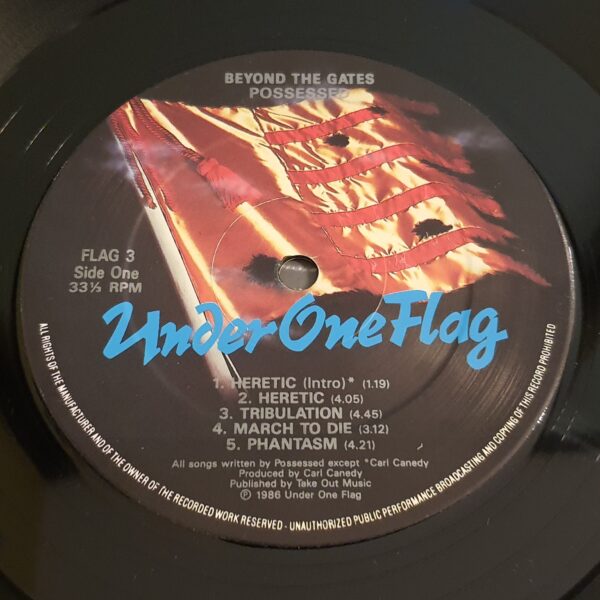 BEYOND THE GATES
POSSESSED
FLAG 3
Side One
33⅓ RPM
Under One Flag
1. HERETIC (Intro)* (1.19)
2. HERETIC (4.05)
3. TRIBULATION (4.45)
4. MARCH TO DIE (3.12)
5. PHANTASM (4.21)
All songs written by Possessed except *Carl Canedy
Produced by Carl Canedy
Published by Take Out Music
℗ 1986 Under One Flag
ALL RIGHTS OF THE MANUFACTURER AND OF THE OWNER OF THE RECORDED WORK RESERVED - UNAUTHORIZED PUBLIC PERFORMANCE BROADCASTING AND COPYING OF THIS RECORD PROHIBITED